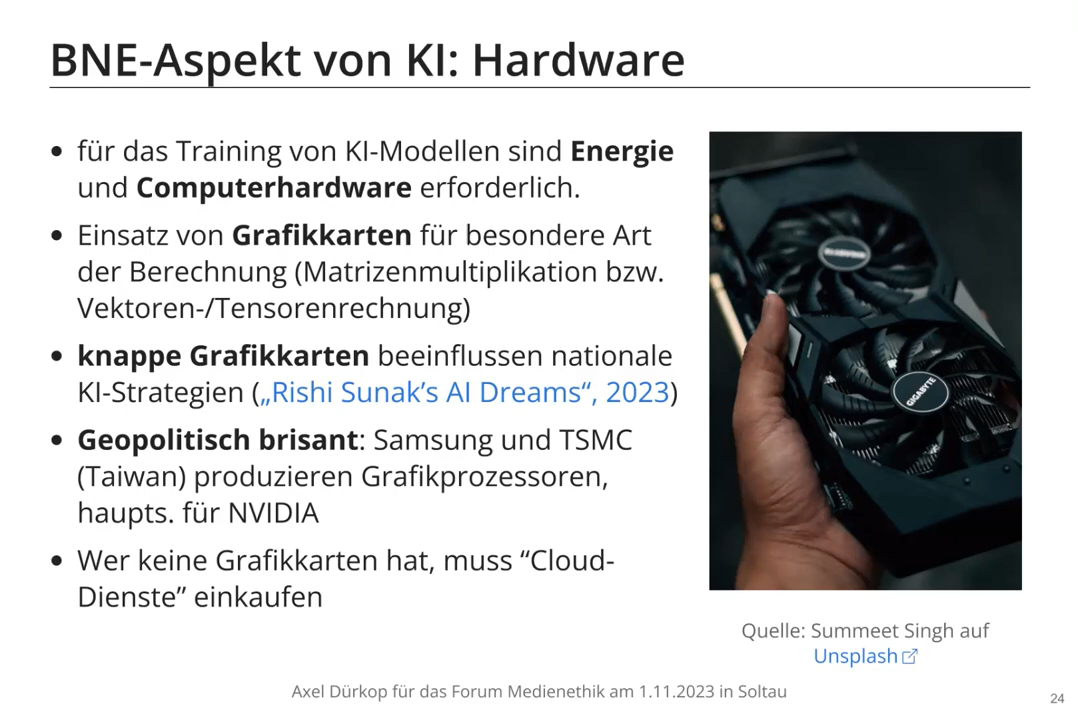 BNE-Aspekt von KI: Hardware
• für das Training von KI-Modellen sind Energie
und Computerhardware erforderlich.
• Einsatz von Grafikkarten für besondere Art
der Berechnung (Matrizenmultiplikation bzw.
Vektoren-/Tensorenrechnung)
• knappe Grafikkarten beeinflussen nationale
KI-Strategien („Rishi Sunak’s AI Dreams“, 2023)
• Geopolitisch brisant: Samsung und TSMC
(Taiwan) produzieren Grafikprozessoren,
haupts. für NVIDIA
• Wer keine Grafikkarten hat, muss “Cloud-
Dienste” einkaufen
GIGABYTE
Quelle: Summeet Singh auf
Unsplash
Axel Dürkop für das Forum Medienethik am 1.11.2023 in Soltau
24